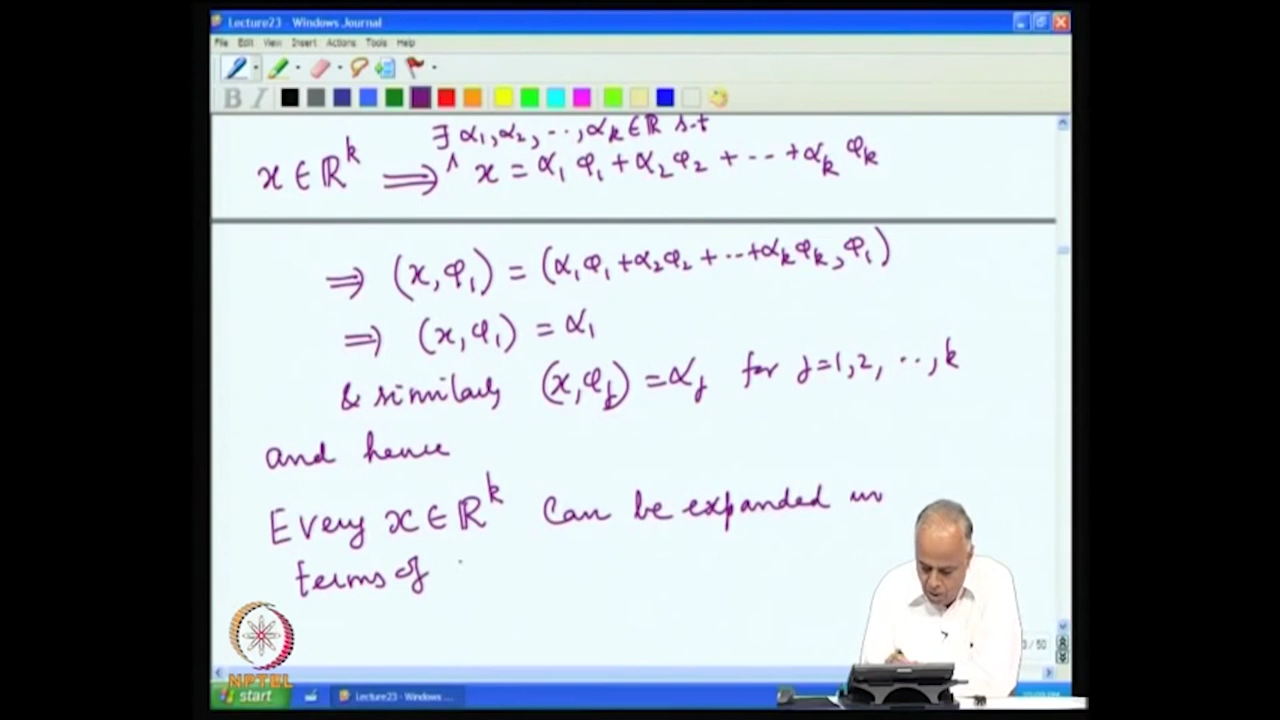 Lecture23 - Windows Journal
File Edit View Insert Actions Tools Help
B I
∃ α₁, α₂, ··, αₖ ∈ ℝ s.t
x ∈ ℝᵏ ⟹ ^ x = α₁ φ₁ + α₂ φ₂ + ··· + αₖ φₖ
⟹ (x, φ₁) = (α₁ φ₁ + α₂ φ₂ + ··· + αₖ φₖ, φ₁)
⟹ (x, φ₁) = α₁
& similarly (x, φⱼ) = αⱼ for j = 1, 2, ··, k
and hence
Every x ∈ ℝᵏ can be expanded in
terms of
/ 50
NPTEL
start Lecture23 - Windows ...